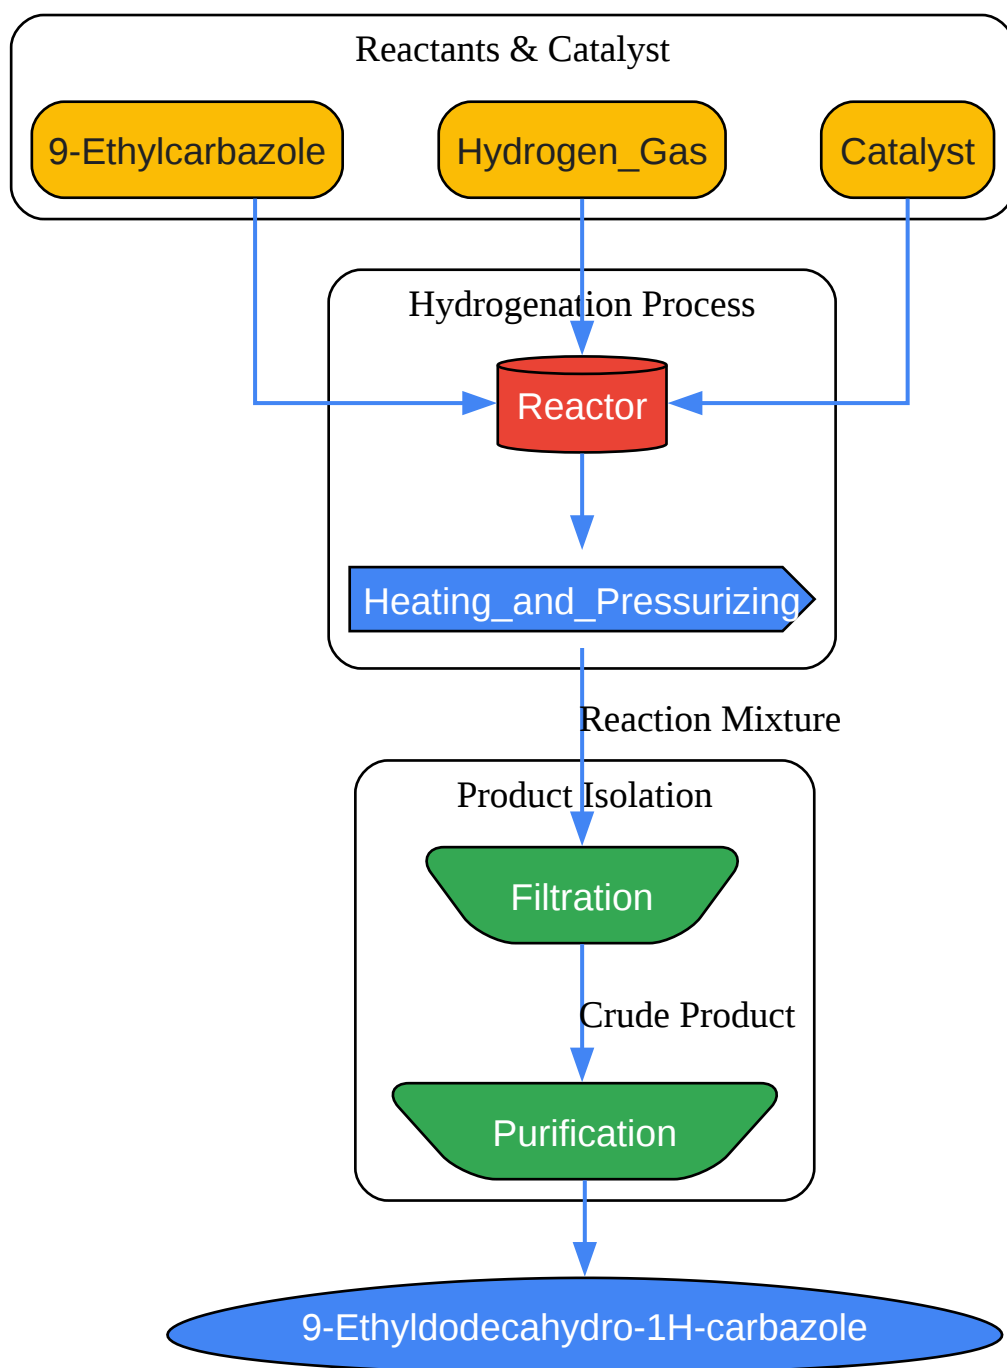 Reactants & Catalyst
9-Ethylcarbazole
Hydrogen_Gas
Catalyst
Hydrogenation Process
Reactor
Heating_and_Pressurizing
Reaction Mixture
Product Isolation
Filtration
Crude Product
Purification
9-Ethyldodecahydro-1H-carbazole